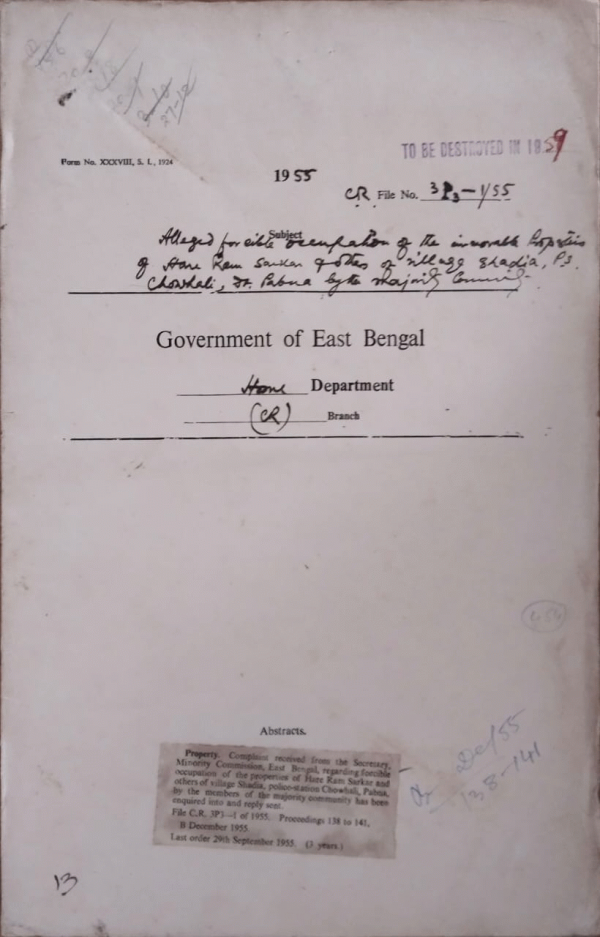 TO BE DESTROYED IN 1959
Form No. XXXVIII, S. I., 1924
1955
CR File No. 3P3-1/55
Subject
Alleged forcible occupation of the immovable Properties
of Hare Ram Sarkar & others of village Shadia, P.S.
Chowhali, Dt. Pabna by the Majority Community.
Government of East Bengal
Home Department
(CR) Branch
Abstracts.
Property. Complaint received from the Secretary,
Minority Commission, East Bengal, regarding forcible
occupation of the properties of Hare Ram Sarkar and
others of village Shadia, police-station Chowhali, Pabna,
by the members of the majority community has been
enquired into and reply sent.
File C.R. 3P3—1 of 1955. Proceedings 138 to 141,
B December 1955.
Last order 29th September 1955. (3 years)
De/55
138-141
13